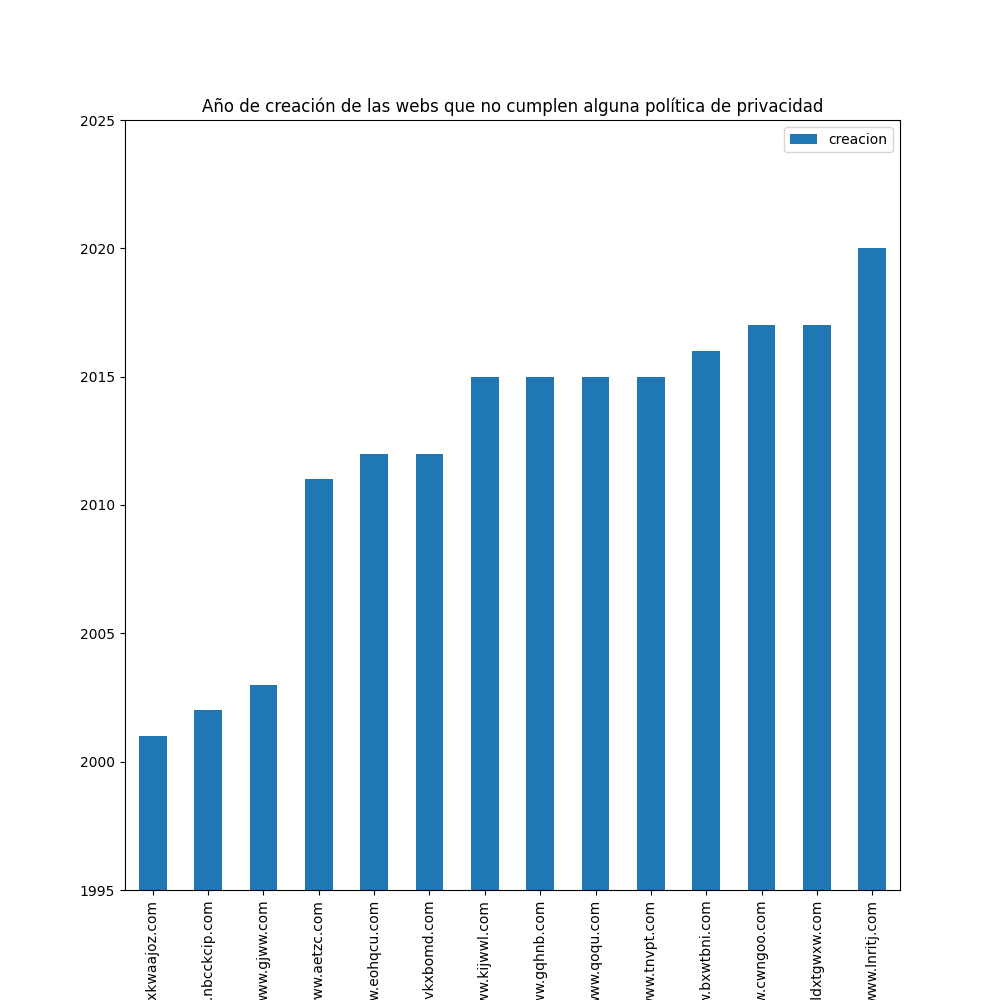 Año de creación de las webs que no cumplen alguna política de privacidad
creacion
2025
2020
2015
2010
2005
2000
1995
xkwaajoz.com
.nbcckcip.com
www.gjww.com
www.aetzc.com
w.eohqcu.com
vkxbomd.com
ww.kijwwl.com
ww.gqhnb.com
www.qoqu.com
www.tnvpt.com
w.bxwtbni.com
w.cwngoo.com
ldxtgwxw.com
www.lnritj.com